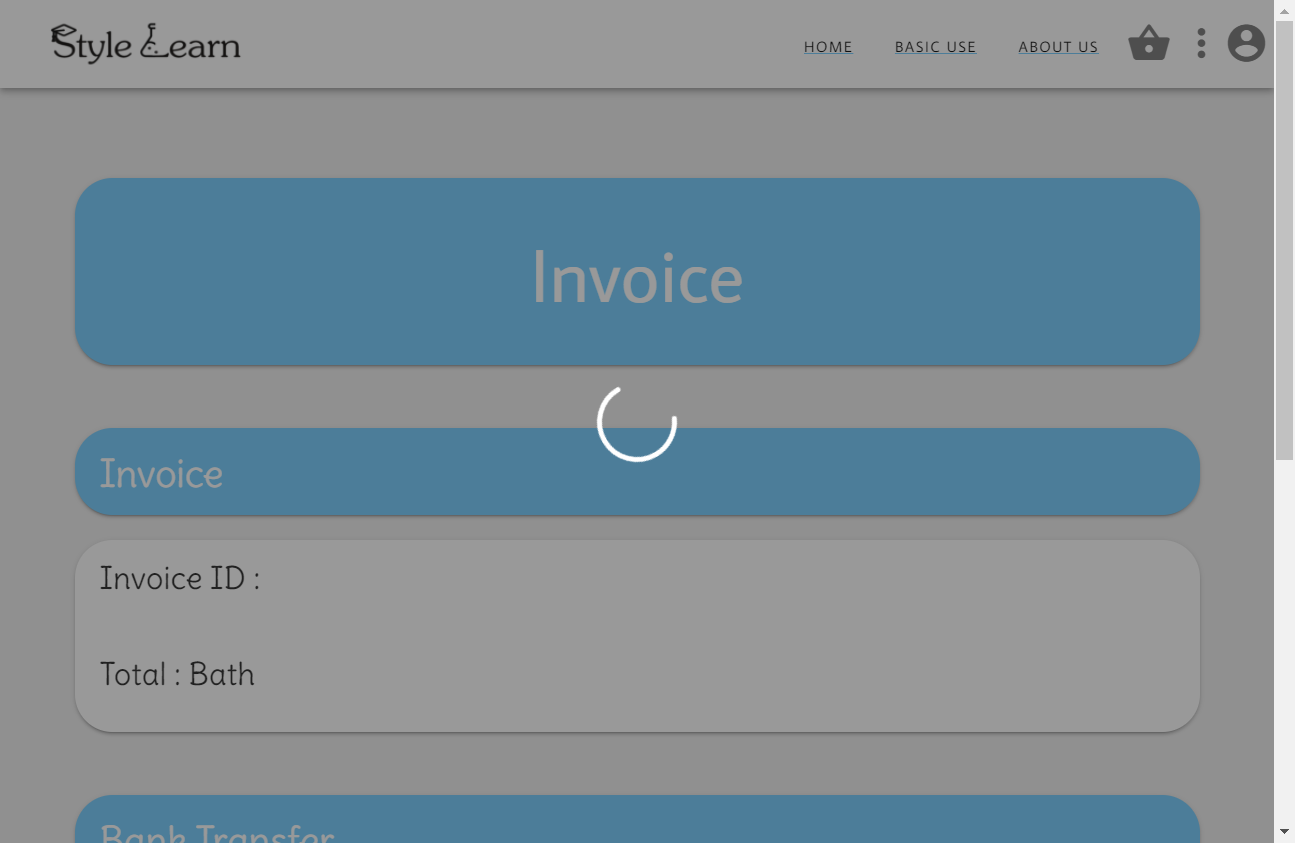 Style Learn
HOME
BASIC USE
ABOUT US
Invoice
Invoice
Invoice ID :
Total : Bath
Bank Transfer